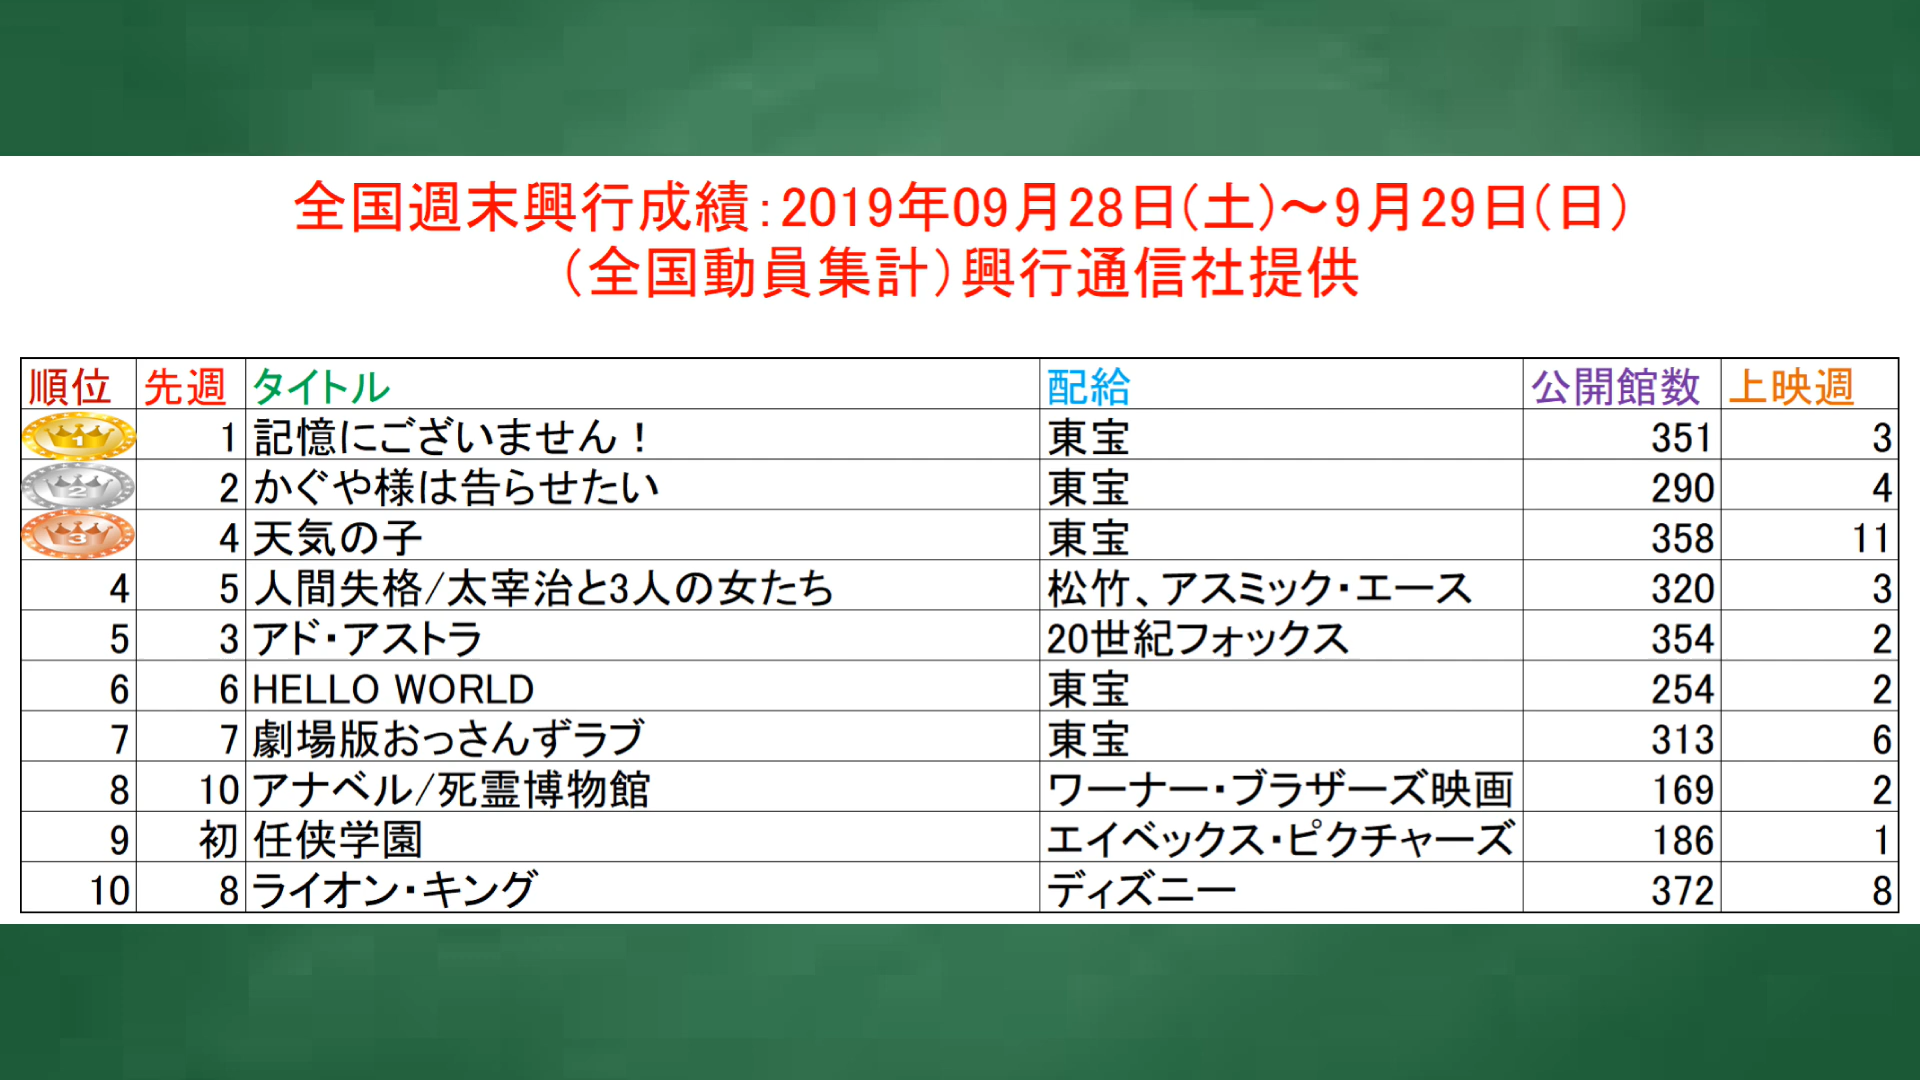 全国週末興行成績：2019年09月28日(土)～9月29日(日)
（全国動員集計）興行通信社提供
順位 先週 タイトル 配給 公開館数 上映週
1 1 記憶にございません！ 東宝 351 3
2 2 かぐや様は告らせたい 東宝 290 4
3 4 天気の子 東宝 358 11
4 5 人間失格/太宰治と3人の女たち 松竹、アスミック・エース 320 3
5 3 アド・アストラ 20世紀フォックス 354 2
6 6 HELLO WORLD 東宝 254 2
7 7 劇場版おっさんずラブ 東宝 313 6
8 10 アナベル/死霊博物館 ワーナー・ブラザーズ映画 169 2
9 初 任侠学園 エイベックス・ピクチャーズ 186 1
10 8 ライオン・キング ディズニー 372 8